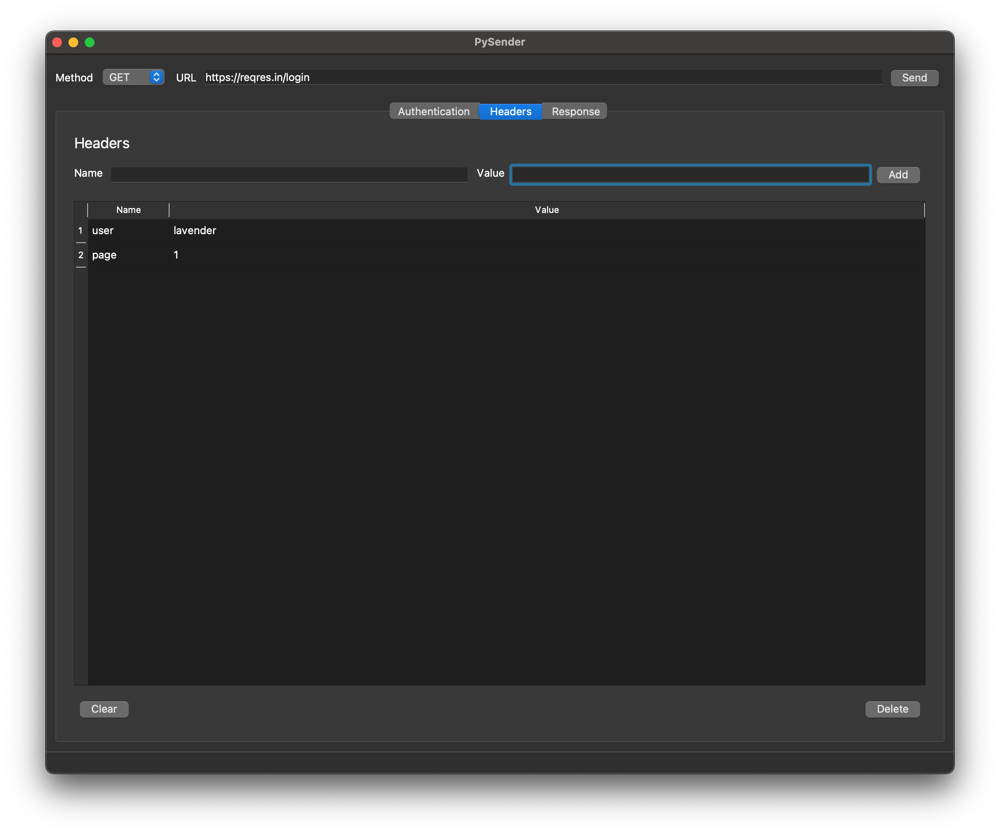 PySender
Method GET URL https://reqres.in/login Send
Authentication Headers Response
Headers
Name Value Add
Name Value
1 user lavender
2 page 1
Clear Delete